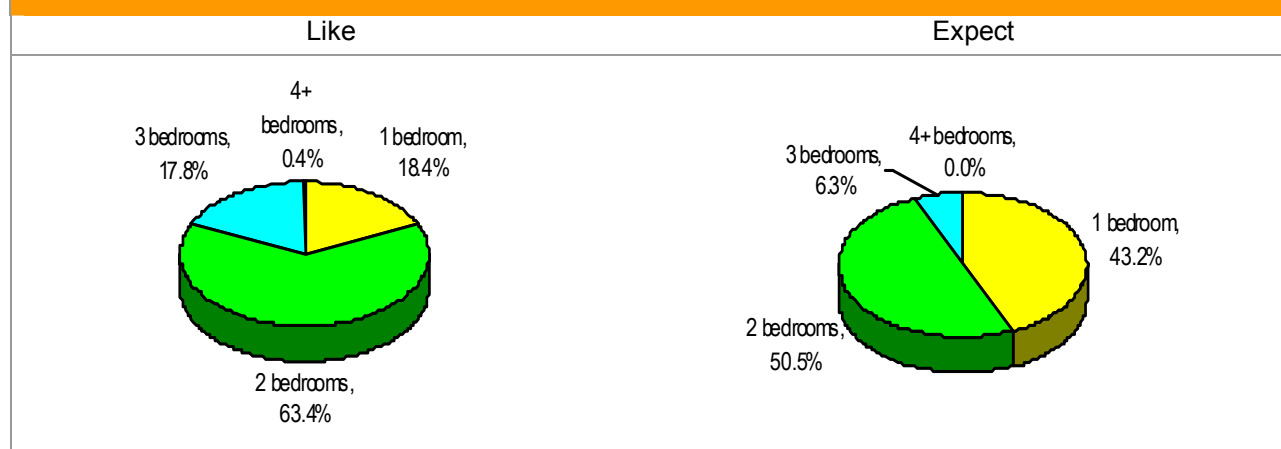 Like
Expect
4+
bedrooms,
0.4%
3 bedrooms,
17.8%
1 bedroom,
18.4%
2 bedrooms,
63.4%
4+ bedrooms,
0.0%
3 bedrooms,
6.3%
1 bedroom,
43.2%
2 bedrooms,
50.5%